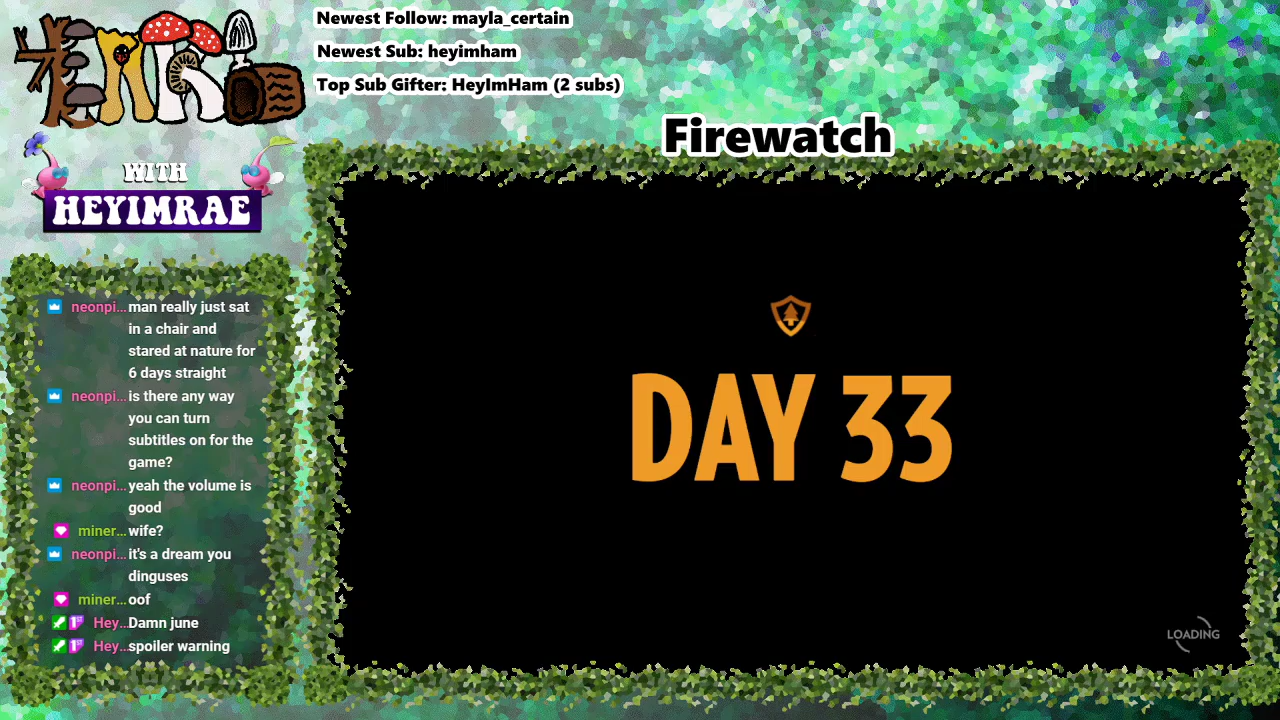 Newest Follow: mayla_certain
Newest Sub: heyimham
Top Sub Gifter: HeyImHam (2 subs)
Firewatch
WITH
HEYIMRAE
neonpi... man really just sat
in a chair and
stared at nature for
6 days straight
neonpi... is there any way
you can turn
subtitles on for the
game?
neonpi... yeah the volume is
good
miner... wife?
neonpi... it's a dream you
dinguses
miner... oof
Hey... Damn june
Hey... spoiler warning
DAY 33
LOADING